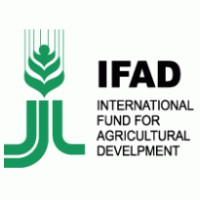 IFAD
INTERNATIONAL
FUND FOR
AGRICULTURAL
DEVELPMENT